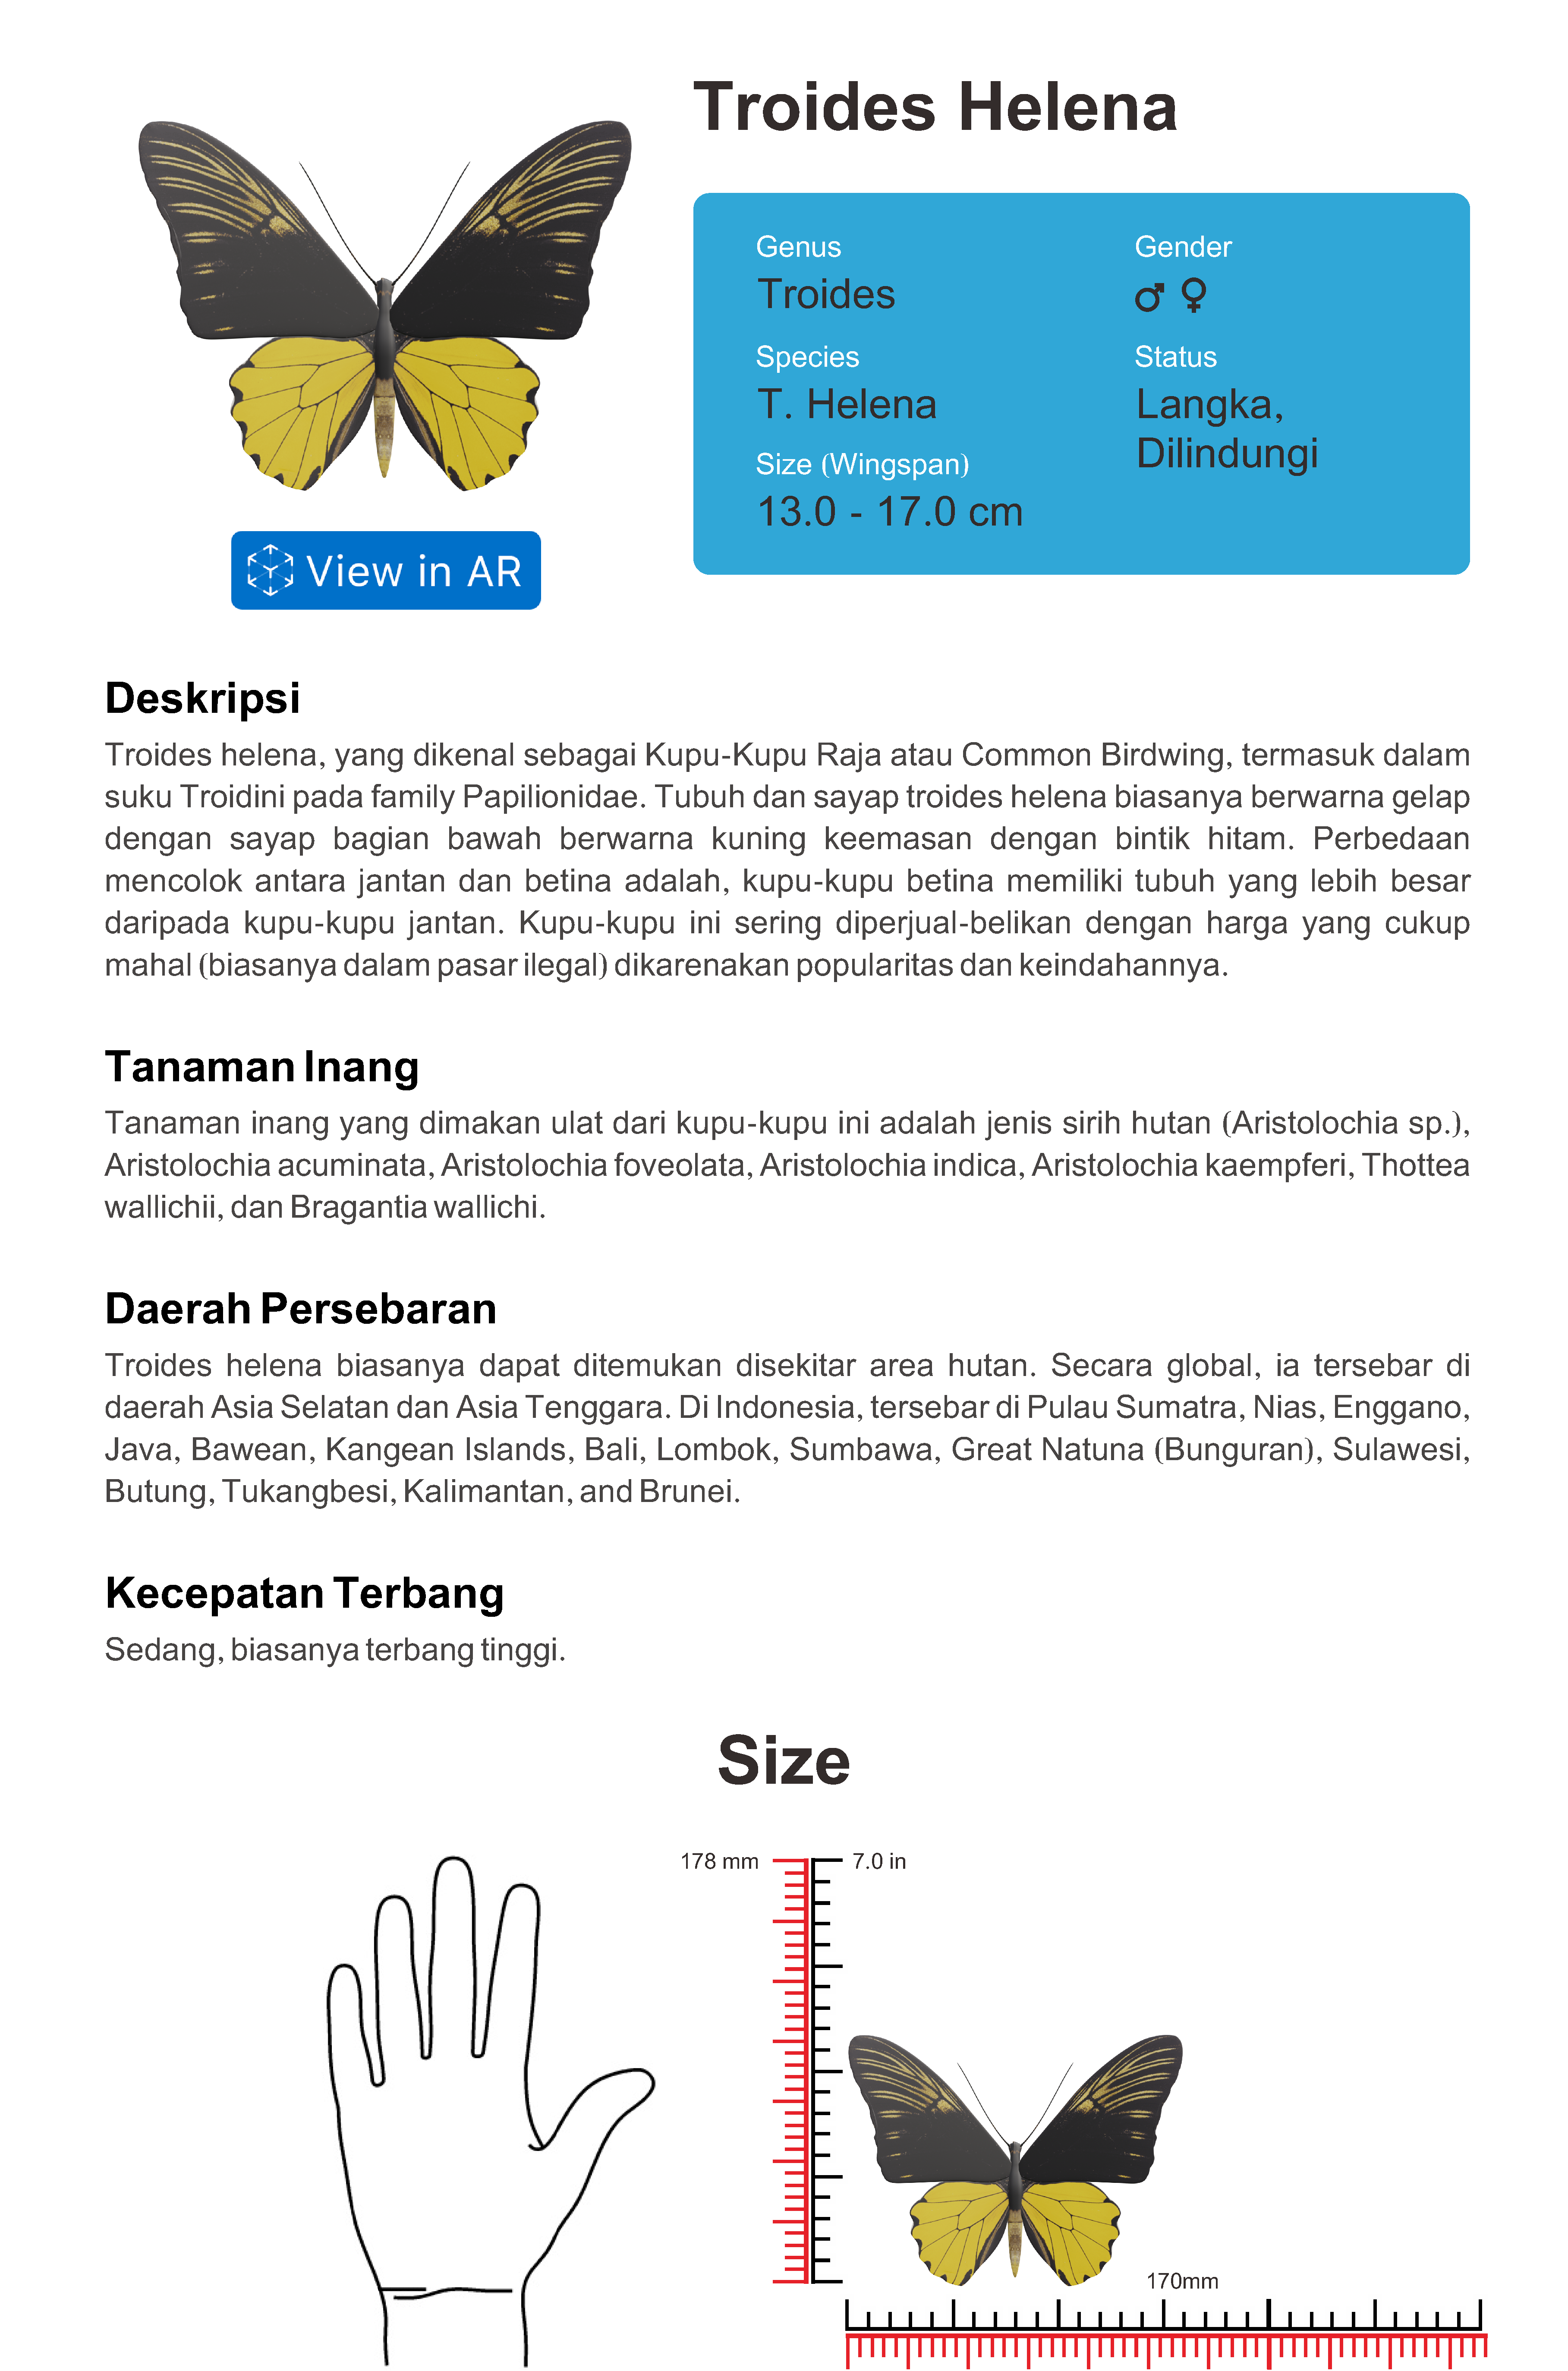 Troides Helena
Genus
Troides
Species
T. Helena
Size (Wingspan)
13.0 - 17.0 cm
Gender
♂ ♀
Status
Langka,
Dilindungi
View in AR
Deskripsi
Troides helena, yang dikenal sebagai Kupu-Kupu Raja atau Common Birdwing, termasuk dalam
suku Troidini pada family Papilionidae. Tubuh dan sayap troides helena biasanya berwarna gelap
dengan sayap bagian bawah berwarna kuning keemasan dengan bintik hitam. Perbedaan
mencolok antara jantan dan betina adalah, kupu-kupu betina memiliki tubuh yang lebih besar
daripada kupu-kupu jantan. Kupu-kupu ini sering diperjual-belikan dengan harga yang cukup
mahal (biasanya dalam pasar ilegal) dikarenakan popularitas dan keindahannya.
Tanaman Inang
Tanaman inang yang dimakan ulat dari kupu-kupu ini adalah jenis sirih hutan (Aristolochia sp.),
Aristolochia acuminata, Aristolochia foveolata, Aristolochia indica, Aristolochia kaempferi, Thottea
wallichii, dan Bragantia wallichi.
Daerah Persebaran
Troides helena biasanya dapat ditemukan disekitar area hutan. Secara global, ia tersebar di
daerah Asia Selatan dan Asia Tenggara. Di Indonesia, tersebar di Pulau Sumatra, Nias, Enggano,
Java, Bawean, Kangean Islands, Bali, Lombok, Sumbawa, Great Natuna (Bunguran), Sulawesi,
Butung, Tukangbesi, Kalimantan, and Brunei.
Kecepatan Terbang
Sedang, biasanya terbang tinggi.
Size
178 mm
7.0 in
170mm